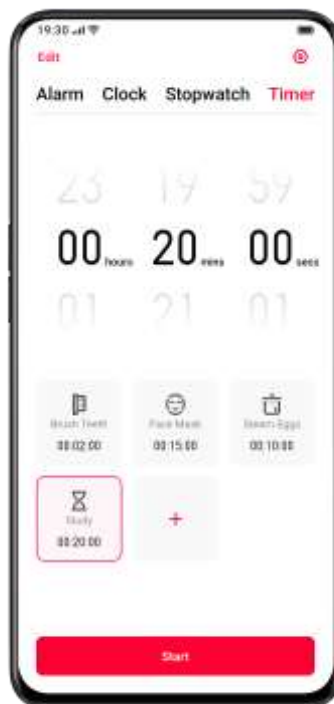 19:30
Edit
Alarm Clock Stopwatch Timer
23 19 59
00 hours 20 mins 00 secs
01 21 01
Brush Teeth Face Mask Steam Eggs
00:02:00 00:15:00 00:10:00
Study
00:20:00
Start